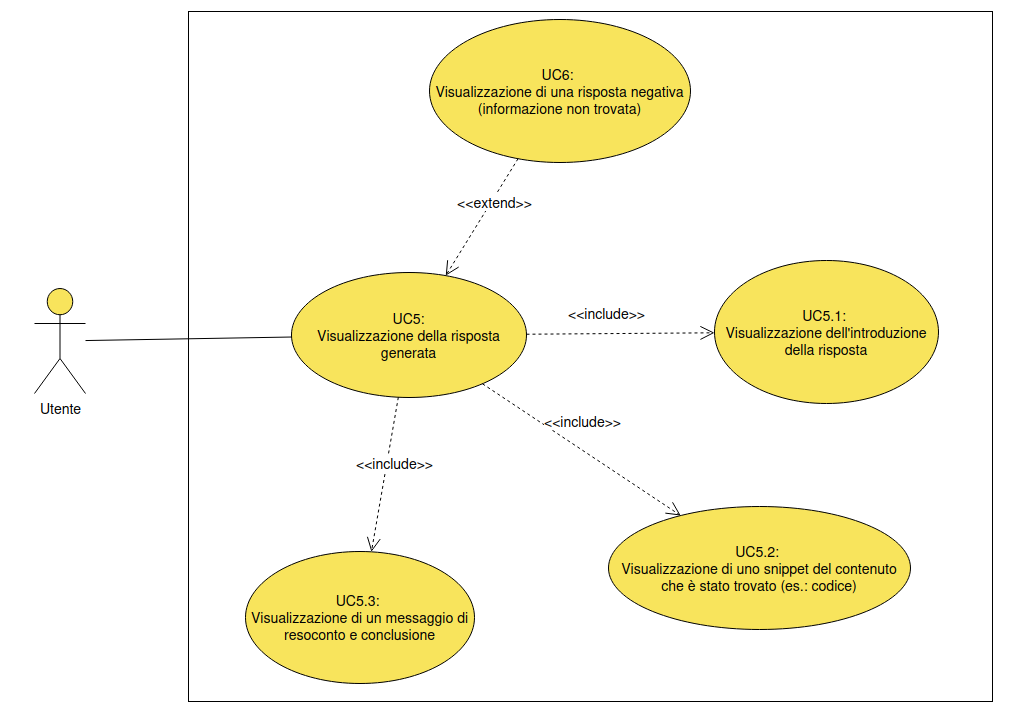 UC6:
Visualizzazione di una risposta negativa
(informazione non trovata)
<<extend>>
UC5:
Visualizzazione della risposta
generata
<<include>>
UC5.1:
Visualizzazione dell'introduzione
della risposta
Utente
<<include>>
<<include>>
UC5.2:
Visualizzazione di uno snippet del contenuto
che è stato trovato (es.: codice)
UC5.3:
Visualizzazione di un messaggio di
resoconto e conclusione